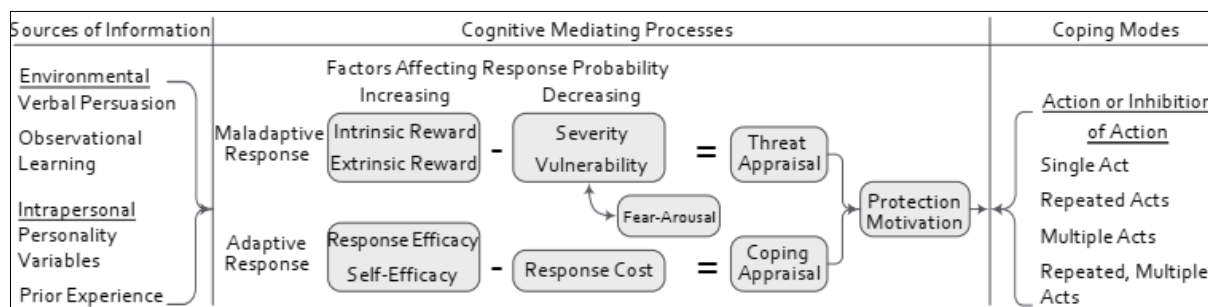 Sources of Information
Cognitive Mediating Processes
Coping Modes
Environmental
Verbal Persuasion
Observational
Learning
Intrapersonal
Personality
Variables
Prior Experience
Factors Affecting Response Probability
Increasing
Decreasing
Maladaptive
Response
Intrinsic Reward
Extrinsic Reward
-
Severity
Vulnerability
=
Threat
Appraisal
Fear-Arousal
Adaptive
Response
Response Efficacy
Self-Efficacy
-
Response Cost
=
Coping
Appraisal
Protection
Motivation
Action or Inhibition
of Action
Single Act
Repeated Acts
Multiple Acts
Repeated, Multiple
Acts